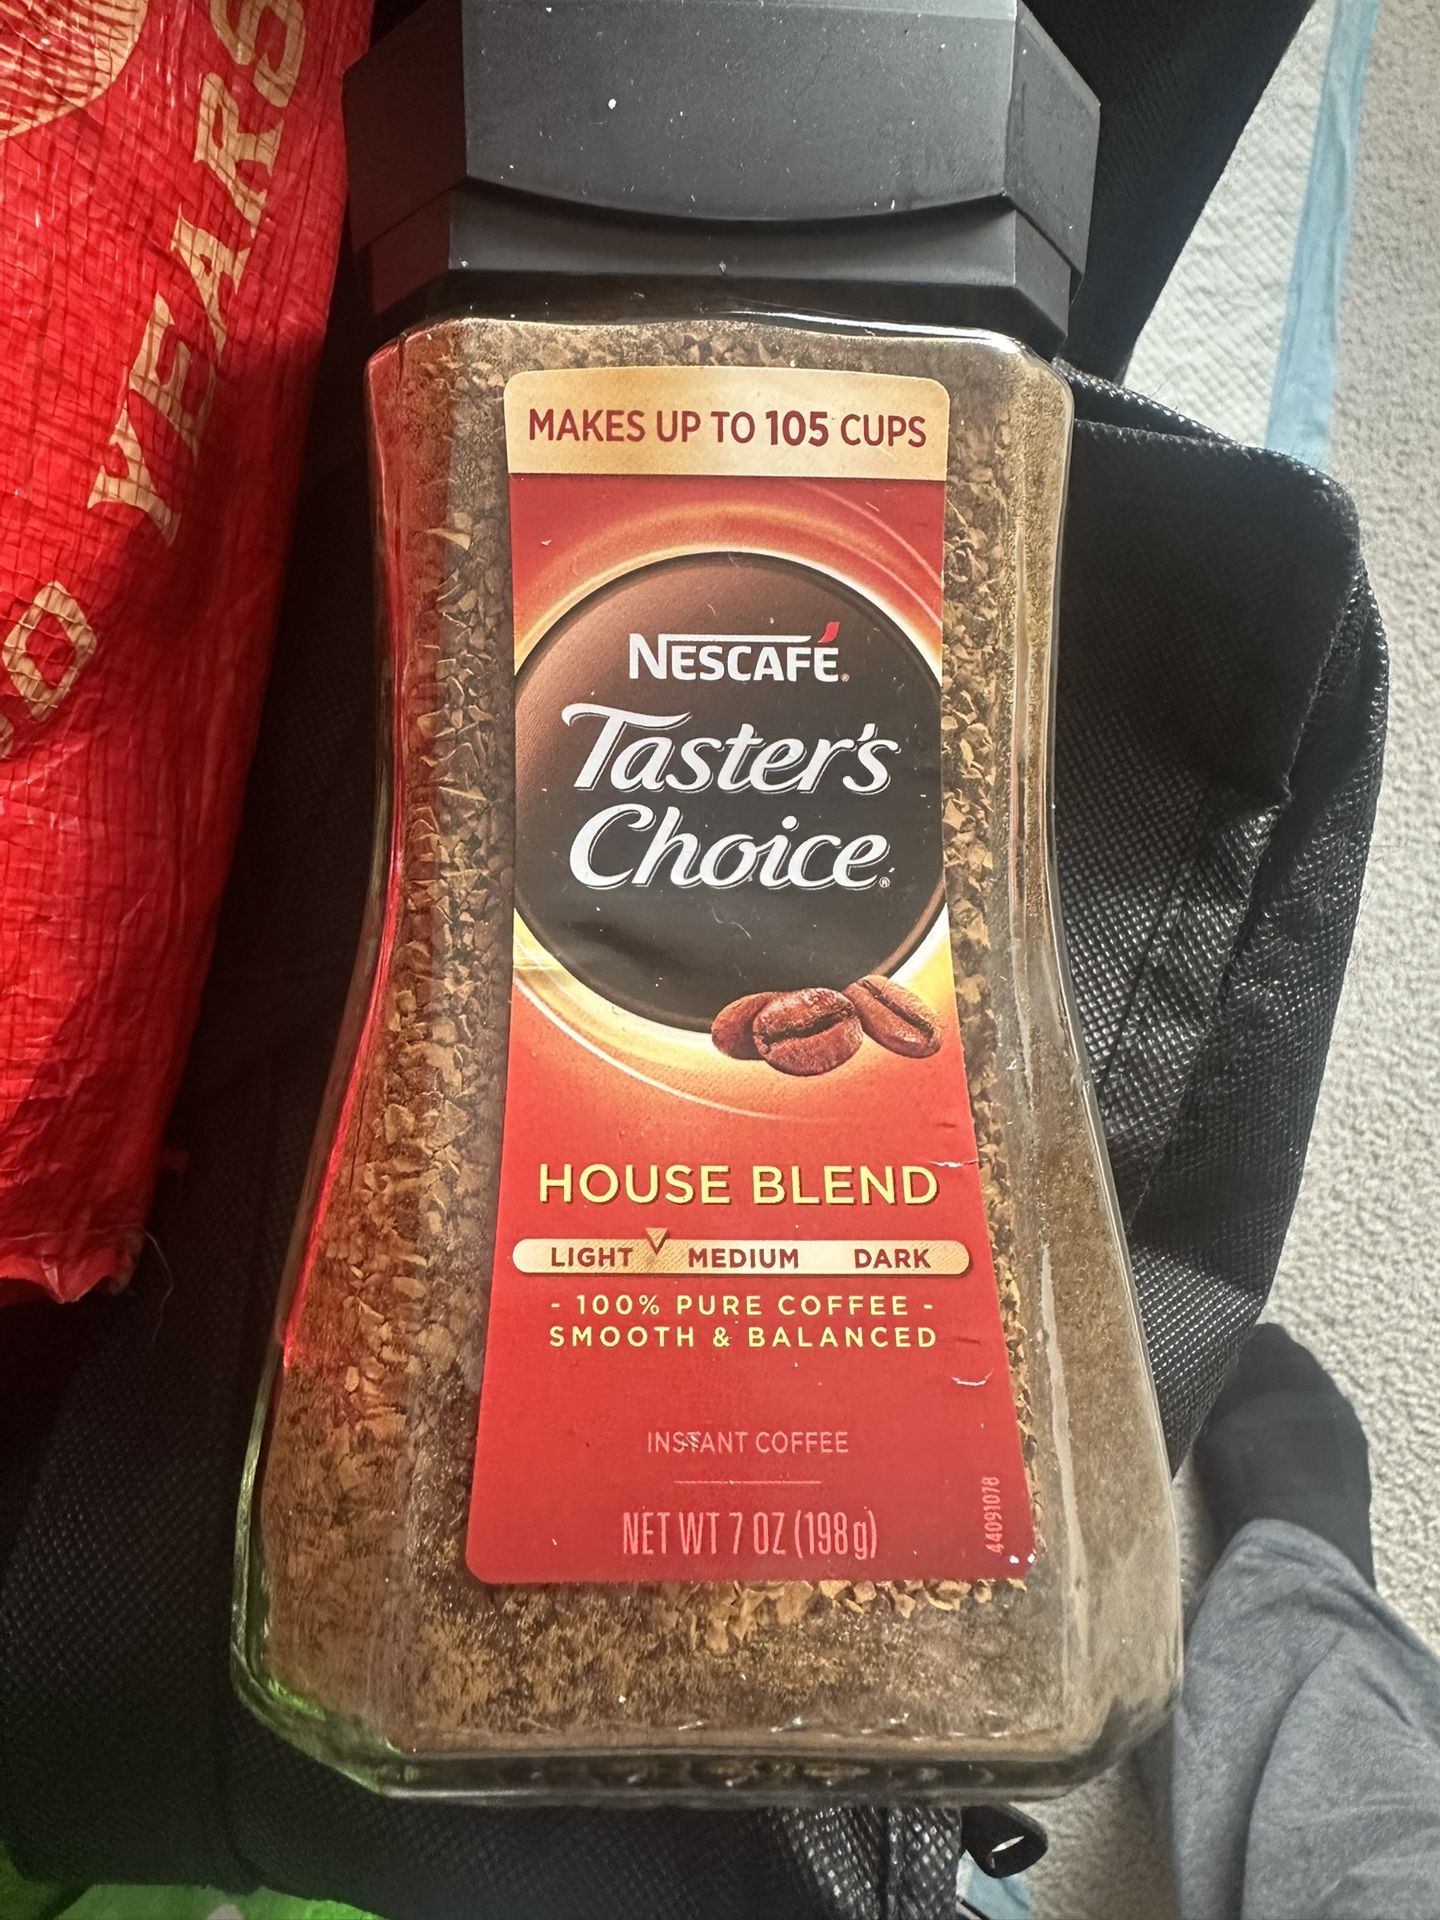 YEARS
MAKES UP TO 105 CUPS
NESCAFÉ®
Taster's
Choice®
HOUSE BLEND
LIGHT MEDIUM DARK
- 100% PURE COFFEE -
SMOOTH & BALANCED
INSTANT COFFEE
NET WT 7 OZ (198g)
44091078